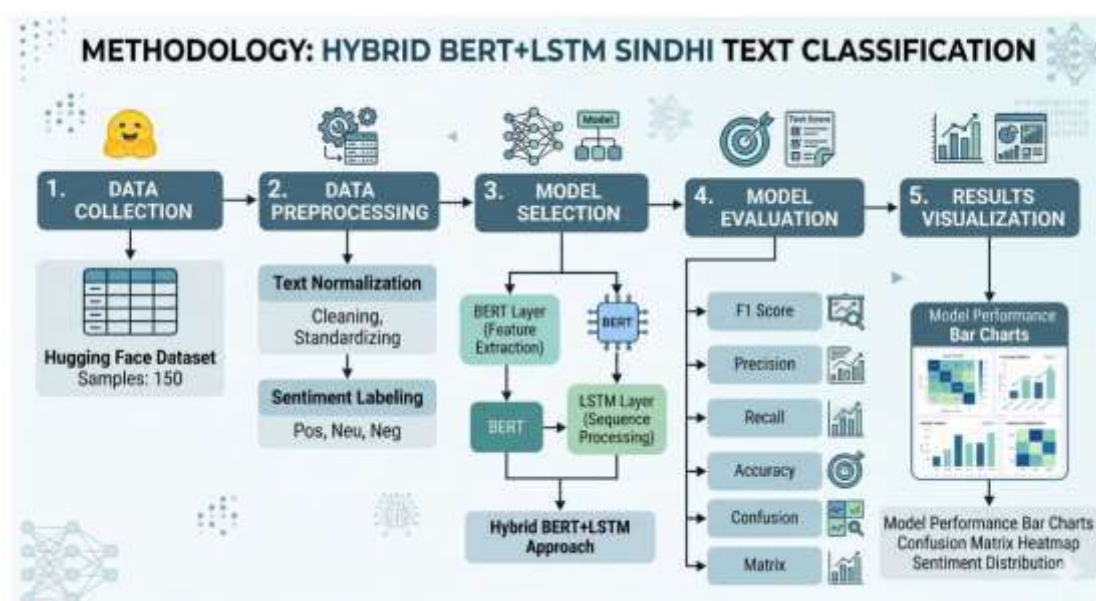 METHODOLOGY: HYBRID BERT+LSTM SINDHI TEXT CLASSIFICATION
1. DATA
COLLECTION
Hugging Face Dataset
Samples: 150
2. DATA
PREPROCESSING
Text Normalization
Cleaning,
Standardizing
Sentiment Labeling
Pos, Neu, Neg
Model
3. MODEL
SELECTION
BERT Layer
(Feature
Extraction)
BERT
BERT
LSTM Layer
(Sequence
Processing)
Hybrid BERT+LSTM
Approach
4. MODEL
EVALUATION
F1 Score
Precision
Recall
Accuracy
Confusion
Matrix
5. RESULTS
VISUALIZATION
Model Performance
Bar Charts
Model Performance Bar Charts
Confusion Matrix Heatmap
Sentiment Distribution